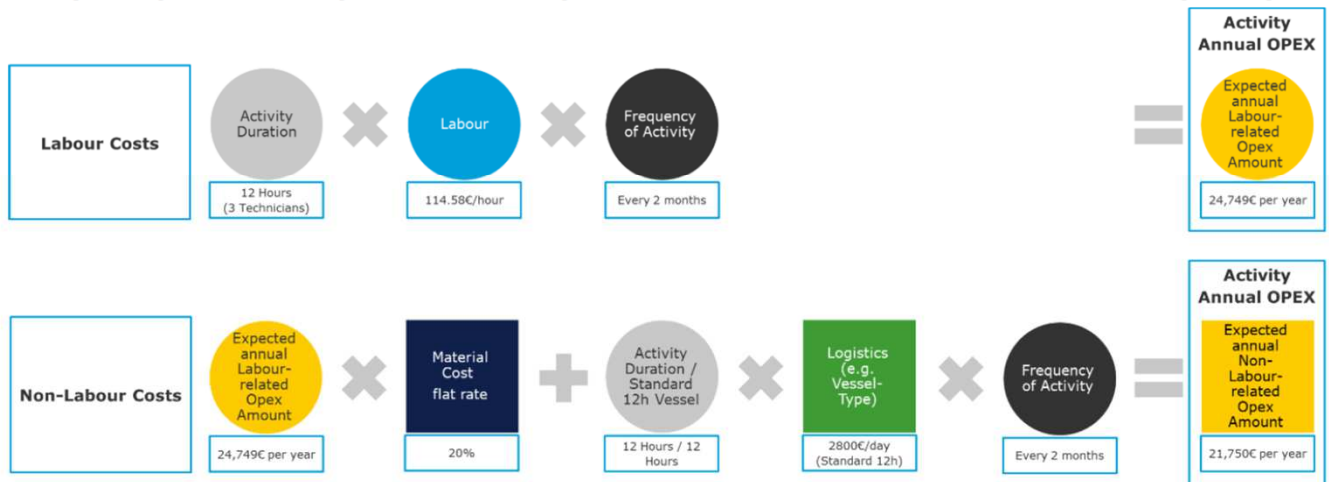 Activity
Annual OPEX
Labour Costs
Activity
Duration
Labour
Frequency
of Activity
Expected
annual
Labour-
related
Opex
Amount
12 Hours
(3 Technicians)
114.58€/hour
Every 2 months
24,749€ per year
Activity
Annual OPEX
Non-Labour Costs
Expected
annual
Labour-
related
Opex
Amount
Material
Cost
flat rate
Activity
Duration /
Standard
12h Vessel
Logistics
(e.g.
Vessel-
Type)
Frequency
of Activity
Expected
annual
Non-
Labour-
related
Opex
Amount
24,749€ per year
20%
12 Hours / 12
Hours
2800€/day
(Standard 12h)
Every 2 months
21,750€ per year